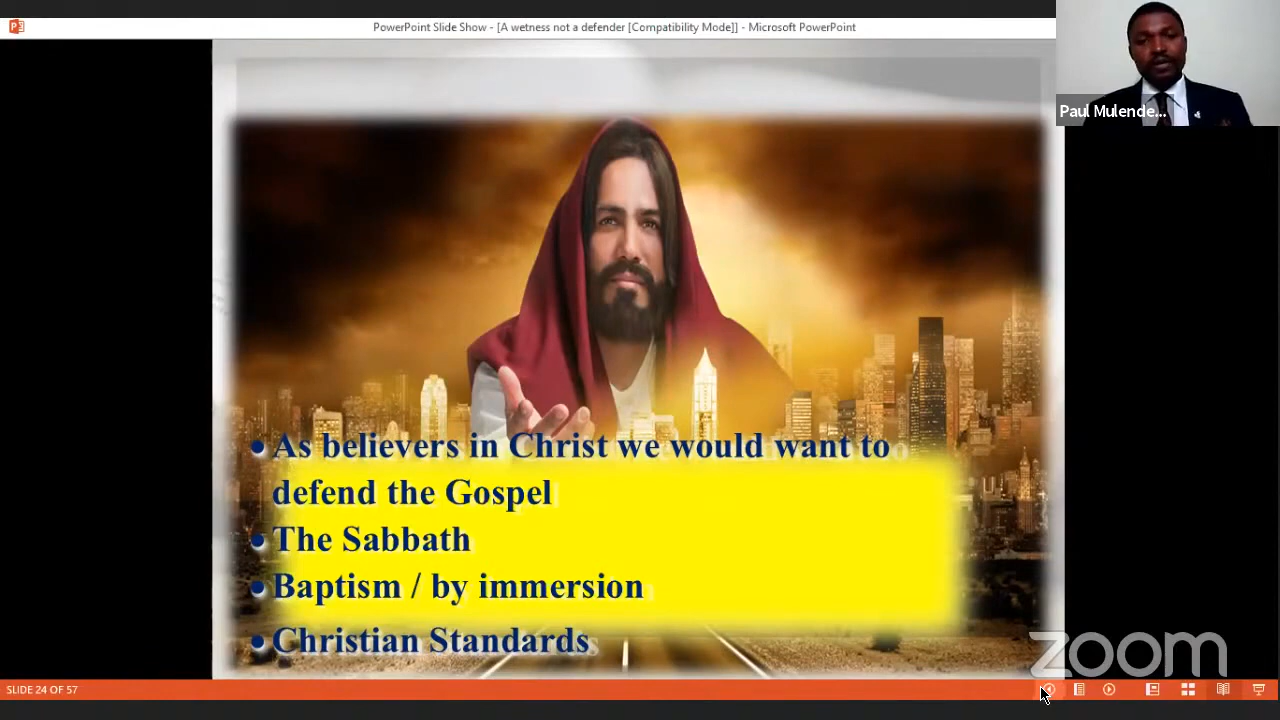 PowerPoint Slide Show - [A wetness not a defender [Compatibility Mode]] - Microsoft PowerPoint
Paul Mulende...
• As believers in Christ we would want to
defend the Gospel
• The Sabbath
• Baptism / by immersion
• Christian Standards
zoom
SLIDE 24 OF 57